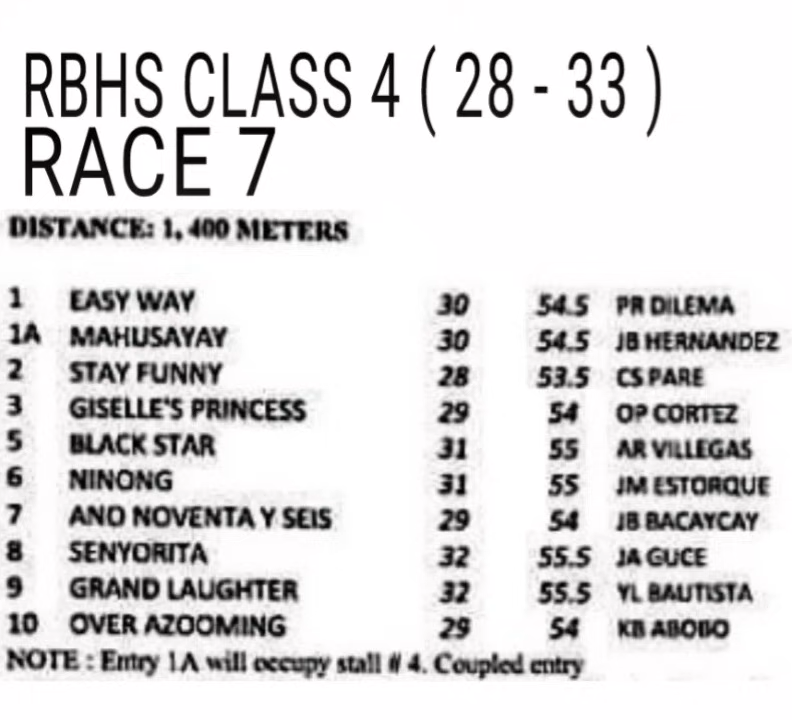 RBHS CLASS 4 ( 28 - 33 )
RACE 7
DISTANCE: 1, 400 METERS
1 EASY WAY 30 54.5 PR DILEMA
1A MAHUSAYAY 30 54.5 JB HERNANDEZ
2 STAY FUNNY 28 53.5 CS PARE
3 GISELLE'S PRINCESS 29 54 OP CORTEZ
5 BLACK STAR 31 55 AR VILLEGAS
6 NINONG 31 55 JM ESTORQUE
7 ANO NOVENTA Y SEIS 29 54 JB BACAYCAY
8 SENYORITA 32 55.5 JA GUCE
9 GRAND LAUGHTER 32 55.5 YL BAUTISTA
10 OVER AZOOMING 29 54 KB ABOBO
NOTE : Entry 1A will occupy stall # 4. Coupled entry